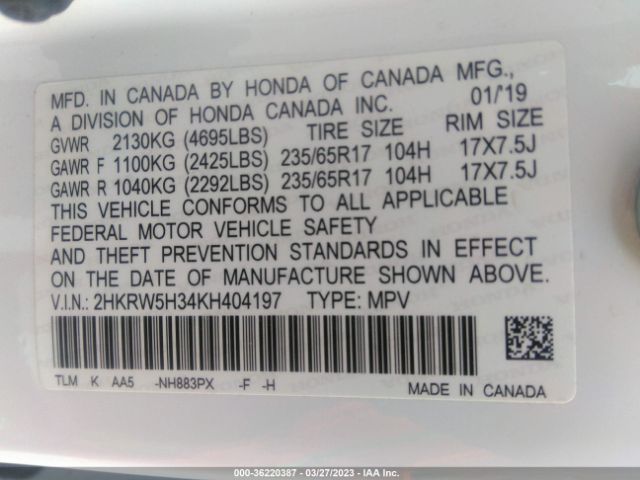 MFD. IN CANADA BY HONDA OF CANADA MFG.,
A DIVISION OF HONDA CANADA INC. 01/'19
GVWR 2130KG (4695LBS) TIRE SIZE RIM SIZE
GAWR F 1100KG (2425LBS) 235/65R17 104H 17X7.5J
GAWR R 1040KG (2292LBS) 235/65R17 104H 17X7.5J
THIS VEHICLE CONFORMS TO ALL APPLICABLE
FEDERAL MOTOR VEHICLE SAFETY
AND THEFT PREVENTION STANDARDS IN EFFECT
ON THE DATE OF MANUFACTURE SHOWN ABOVE.
V.I.N.: 2HKRW5H34KH404197 TYPE: MPV
TLM K AA5 -NH883PX -F -H
MADE IN CANADA
000-36220387 - 03/27/2023 - IAAI.COM